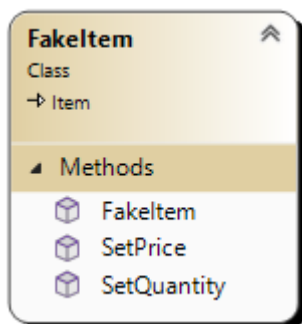 FakeItem
Class
Item
Methods
FakeItem
SetPrice
SetQuantity